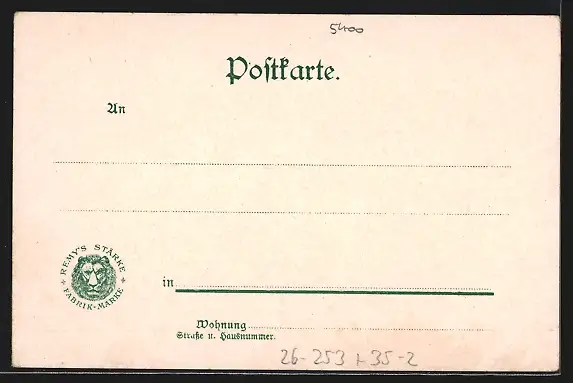 5400
Postkarte.
An
REMY'S STÄRKE
FABRIK-MARKE
in
Wohnung
Straße u. Hausnummer.
26-253 + 35-2